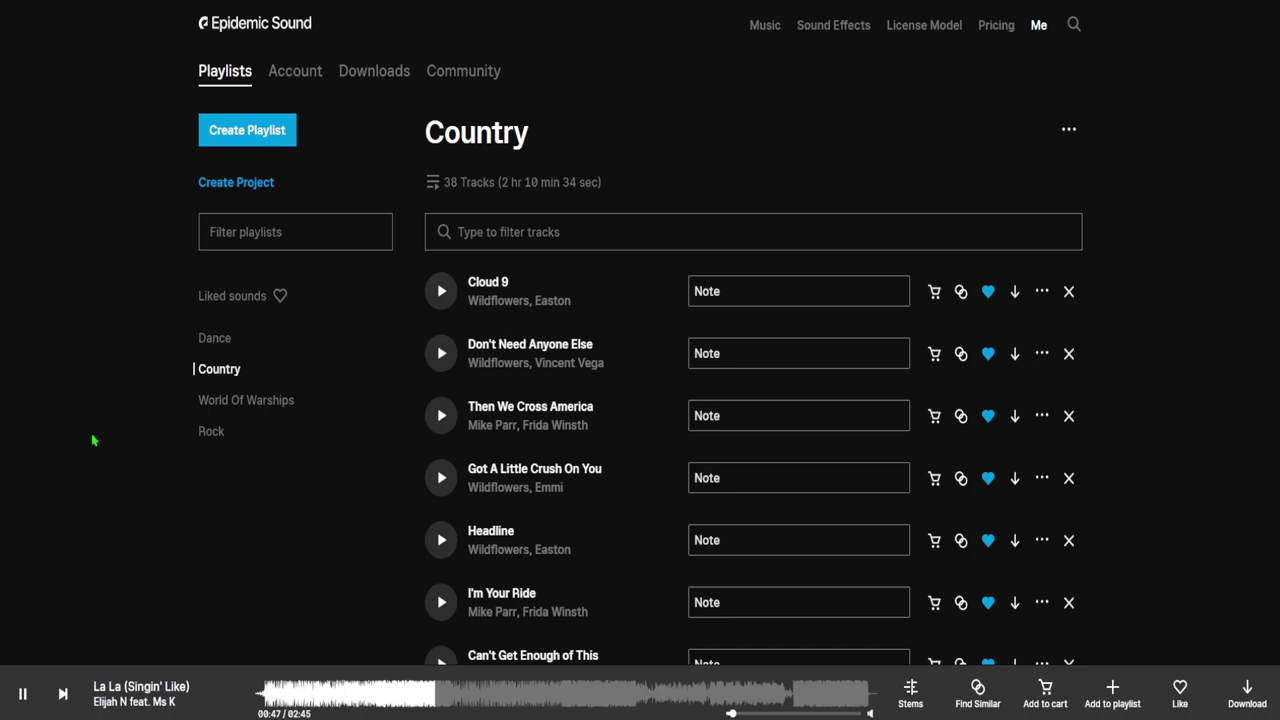 Epidemic Sound
Music Sound Effects License Model Pricing Me
Playlists Account Downloads Community
Create Playlist
Country
Create Project
38 Tracks (2 hr 10 min 34 sec)
Filter playlists
Type to filter tracks
Liked sounds
Dance
Country
World Of Warships
Rock
Cloud 9
Wildflowers, Easton
Note
Don't Need Anyone Else
Wildflowers, Vincent Vega
Note
Then We Cross America
Mike Parr, Frida Winsth
Note
Got A Little Crush On You
Wildflowers, Emmi
Note
Headline
Wildflowers, Easton
Note
I'm Your Ride
Mike Parr, Frida Winsth
Note
Can't Get Enough of This
Note
La La (Singin' Like)
Elijah N feat. Ms K
00:47 / 02:45
Stems Find Similar Add to cart Add to playlist Like Download